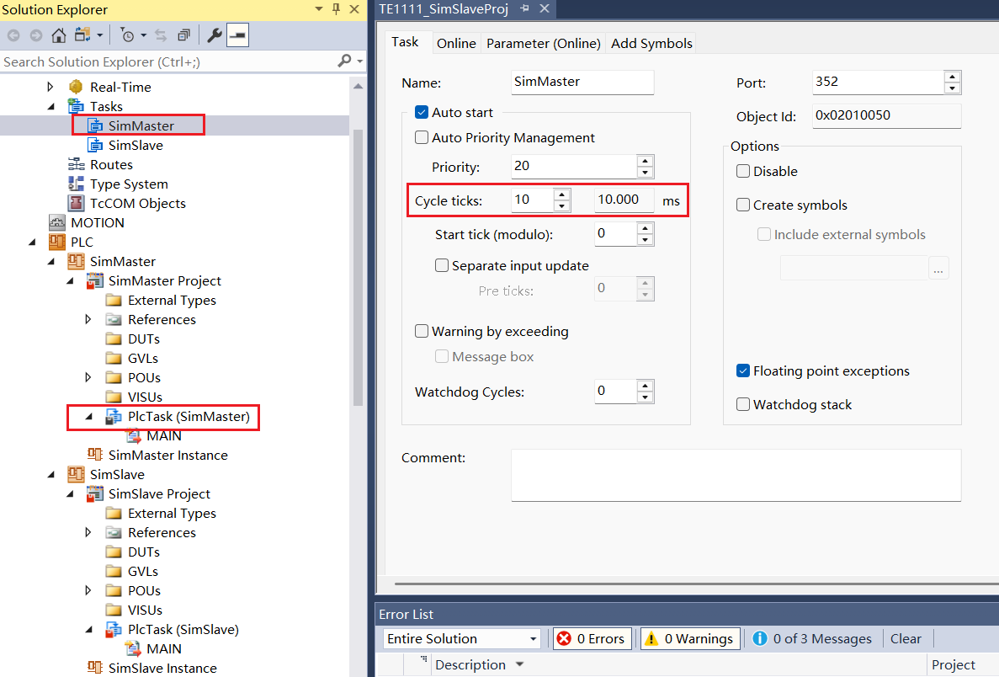 Solution Explorer
Search Solution Explorer (Ctrl+;)
Real-Time
Tasks
SimMaster
SimSlave
Routes
Type System
TcCOM Objects
MOTION
PLC
SimMaster
SimMaster Project
External Types
References
DUTs
GVLs
POUs
VISUs
PlcTask (SimMaster)
MAIN
SimMaster Instance
SimSlave
SimSlave Project
External Types
References
DUTs
GVLs
POUs
VISUs
PlcTask (SimSlave)
MAIN
SimSlave Instance
TE1111_SimSlaveProj
Task Online Parameter (Online) Add Symbols
Name: SimMaster
Auto start
Auto Priority Management
Priority: 20
Cycle ticks: 10 10.000 ms
Start tick (modulo): 0
Separate input update
Pre ticks: 0
Warning by exceeding
Message box
Watchdog Cycles: 0
Port: 352
Object Id: 0x02010050
Options
Disable
Create symbols
Include external symbols
...
Floating point exceptions
Watchdog stack
Comment:
Error List
Entire Solution 0 Errors 0 Warnings 0 of 3 Messages Clear
Description Project